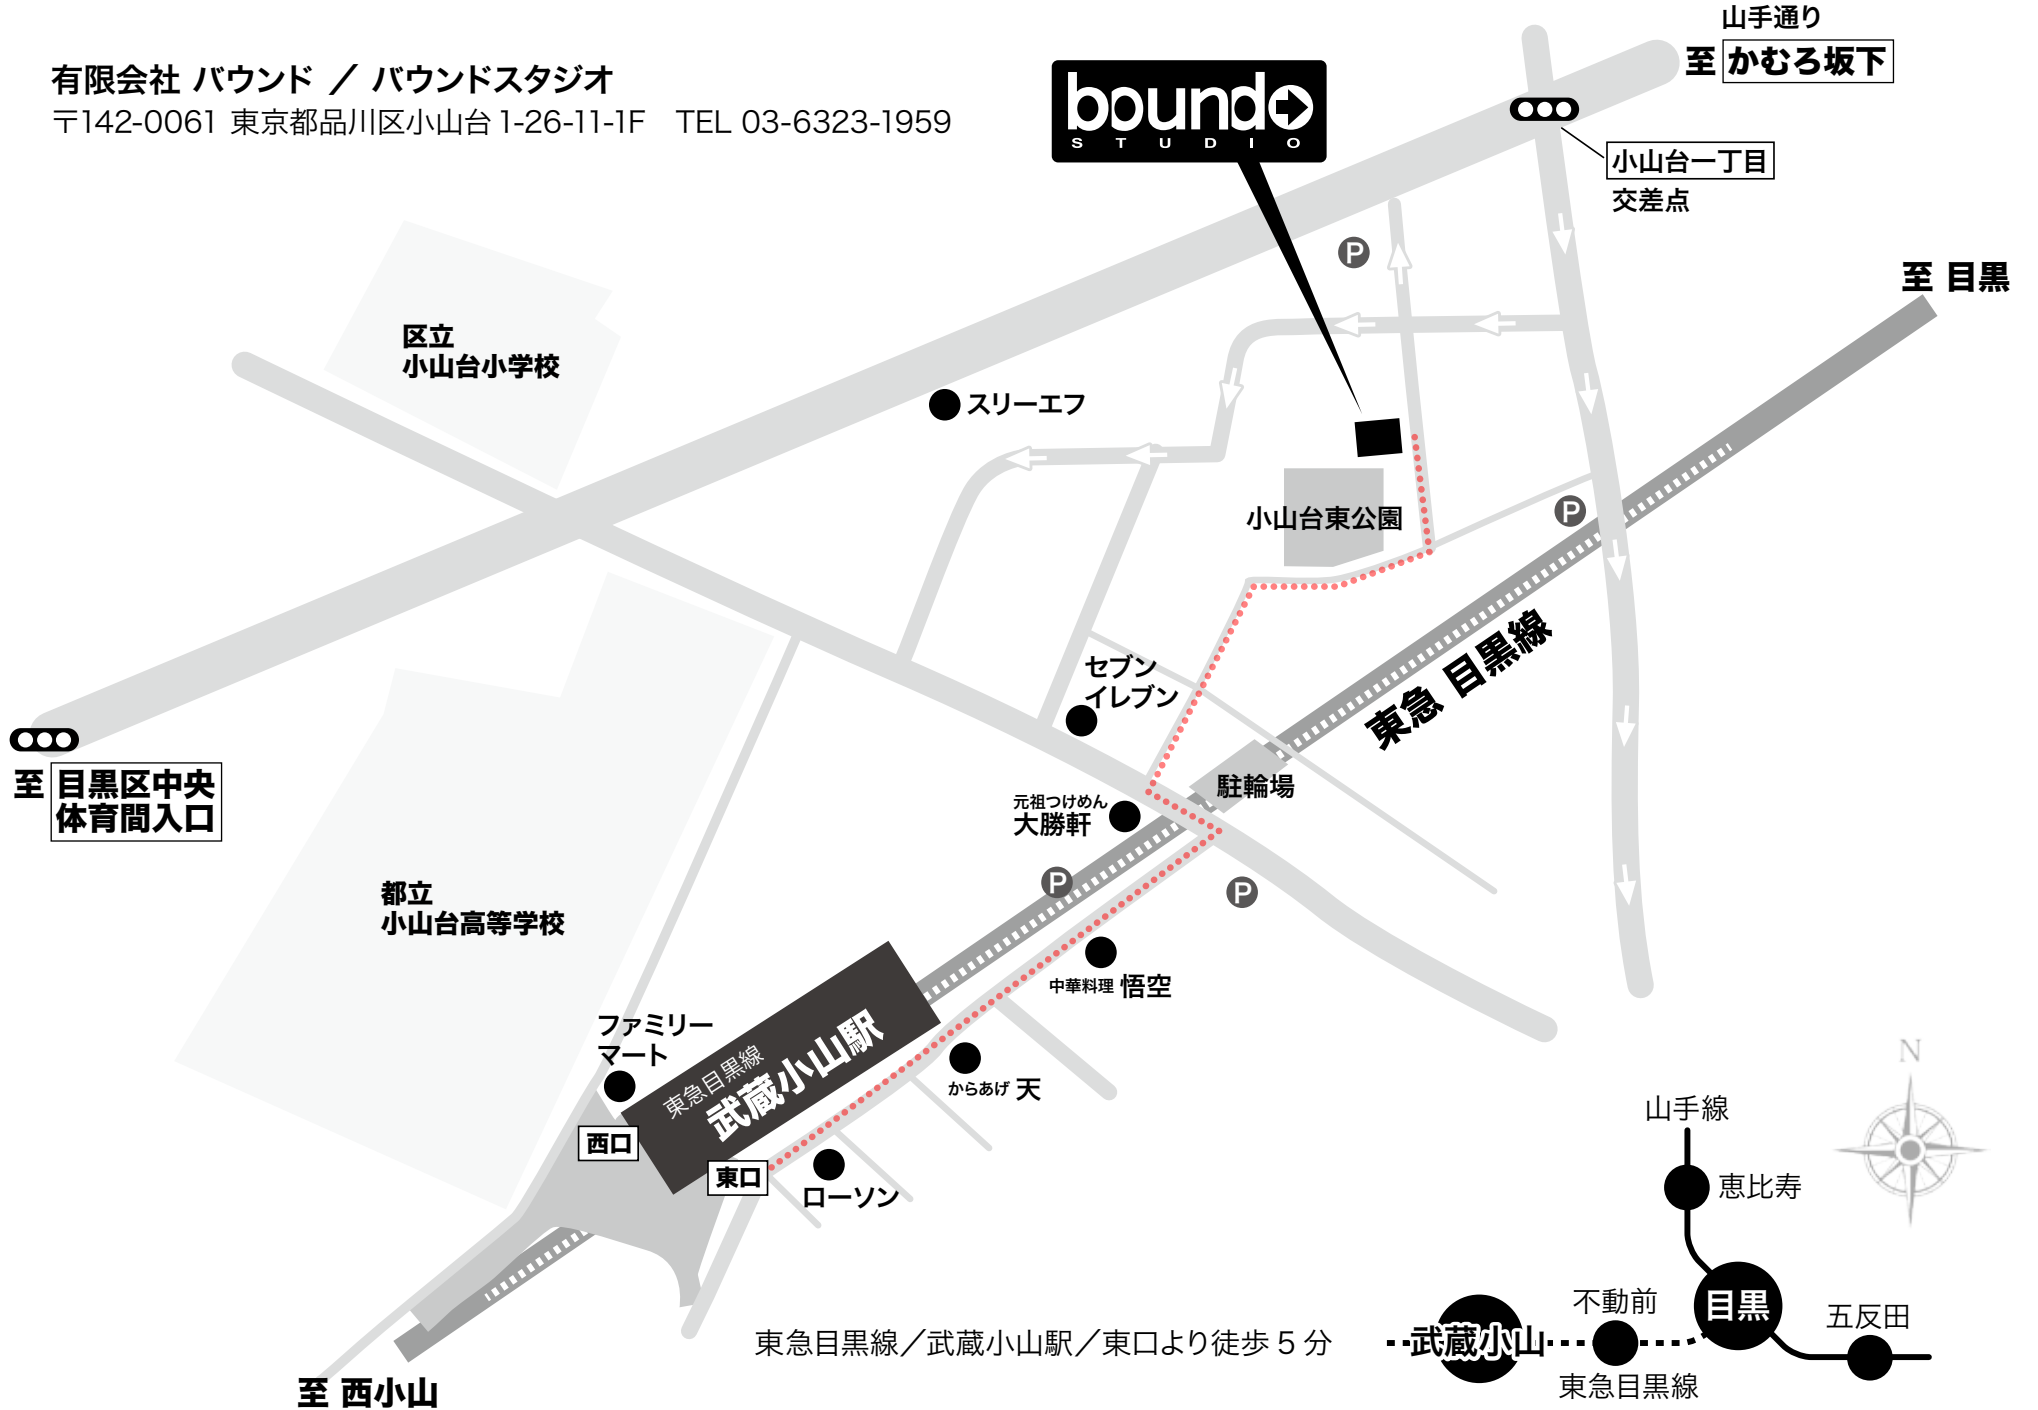 有限会社 バウンド ／ バウンドスタジオ
〒142-0061 東京都品川区小山台1-26-11-1F　TEL 03-6323-1959
bound
STUDIO
山手通り
至 かむろ坂下
小山台一丁目
交差点
至 目黒
区立
小山台小学校
スリーエフ
P
小山台東公園
P
東急 目黒線
セブン
イレブン
駐輪場
元祖つけめん
大勝軒
P
P
至 目黒区中央
体育間入口
都立
小山台高等学校
中華料理 悟空
ファミリー
マート
東急目黒線
武蔵小山駅
からあげ 天
西口
東口
ローソン
至 西小山
東急目黒線／武蔵小山駅／東口より徒歩5分
N
山手線
恵比寿
目黒
不動前
五反田
武蔵小山
東急目黒線